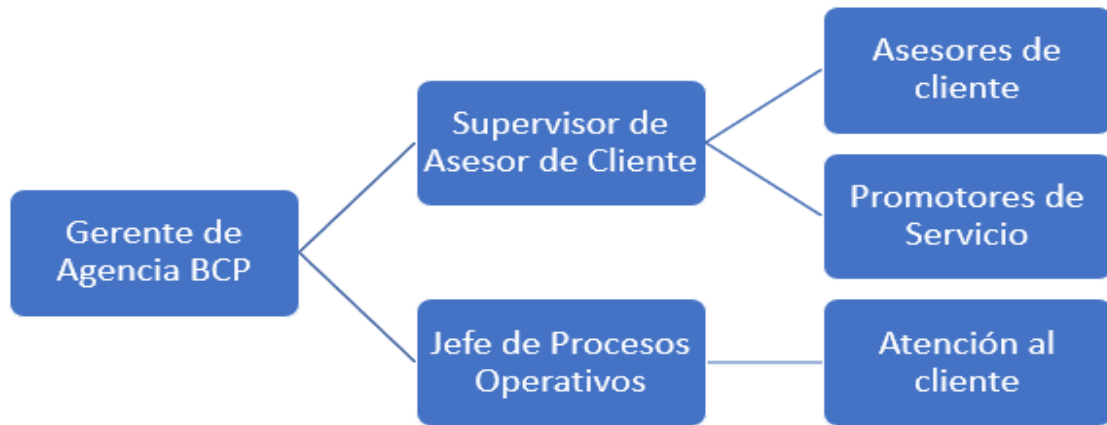 Gerente de
Agencia BCP
Supervisor de
Asesor de Cliente
Asesores de
cliente
Promotores de
Servicio
Jefe de Procesos
Operativos
Atención al
cliente